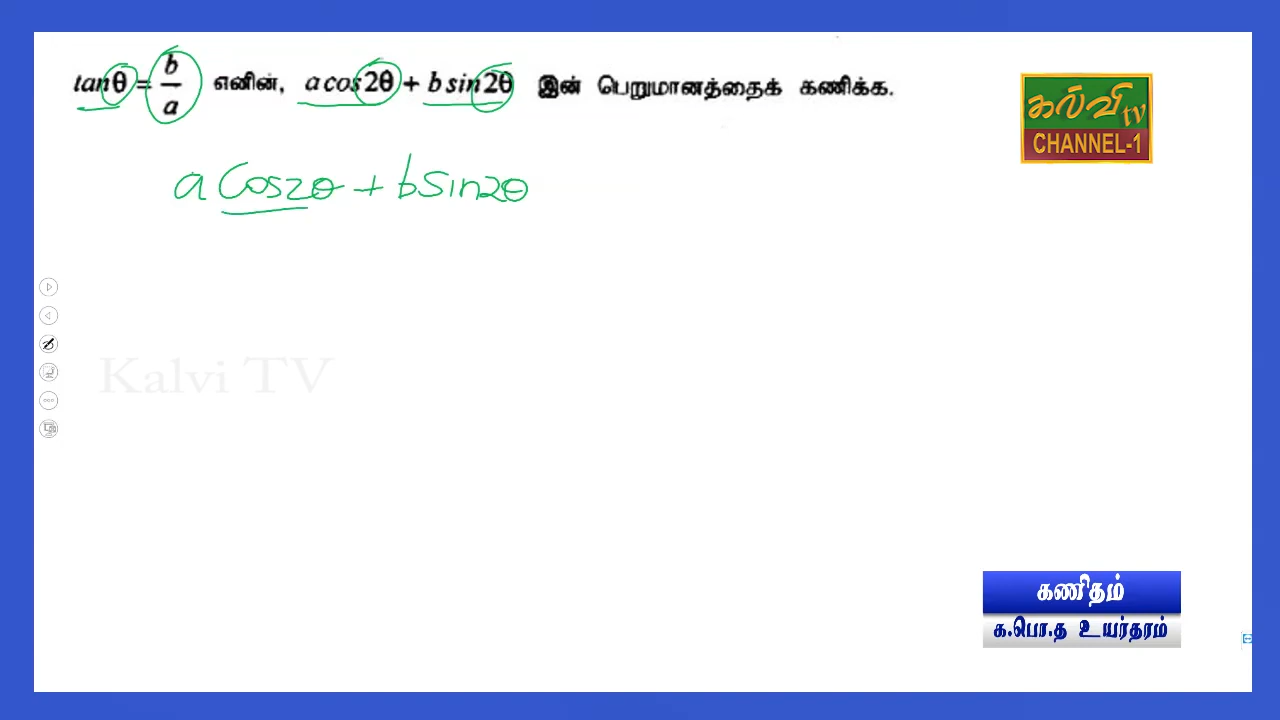 tanθ = b/a எனின், a cos2θ + b sin2θ இன் பெறுமானத்தைக் கணிக்க.
கல்வி tv
CHANNEL-1
a Cos2θ + b Sin2θ
Kalvi TV
கணிதம்
க.பொ.த உயர்தரம்